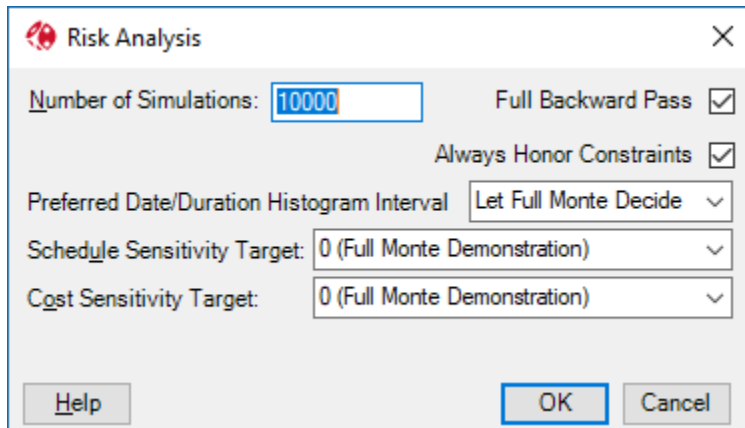 Risk Analysis
Number of Simulations: 10000 Full Backward Pass
Always Honor Constraints
Preferred Date/Duration Histogram Interval Let Full Monte Decide
Schedule Sensitivity Target: 0 (Full Monte Demonstration)
Cost Sensitivity Target: 0 (Full Monte Demonstration)
Help OK Cancel